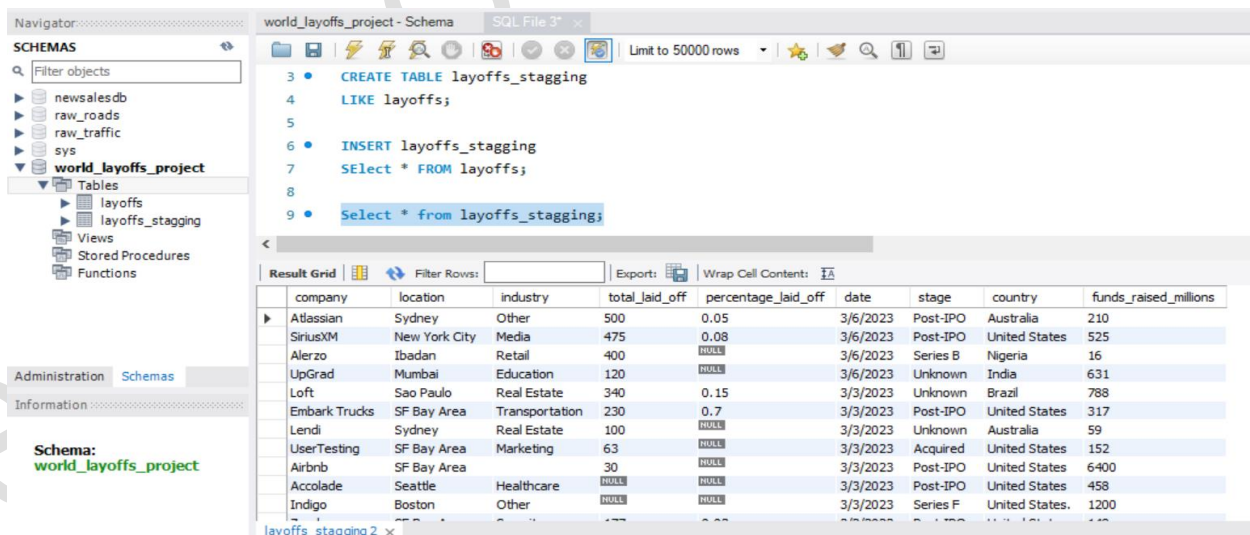 Navigator
SCHEMAS
Filter objects
newsalesdb
raw_roads
raw_traffic
sys
world_layoffs_project
Tables
layoffs
layoffs_stagging
Views
Stored Procedures
Functions
Administration Schemas
Information
Schema:
world_layoffs_project
world_layoffs_project - Schema SQL File 3*
Limit to 50000 rows
3 CREATE TABLE layoffs_stagging
4 LIKE layoffs;
5
6 INSERT layoffs_stagging
7 SElect * FROM layoffs;
8
9 Select * from layoffs_stagging;
Result Grid Filter Rows: Export: Wrap Cell Content: IA
company location industry total_laid_off percentage_laid_off date stage country funds_raised_millions
Atlassian Sydney Other 500 0.05 3/6/2023 Post-IPO Australia 210
SiriusXM New York City Media 475 0.08 3/6/2023 Post-IPO United States 525
Alerzo Ibadan Retail 400 NULL 3/6/2023 Series B Nigeria 16
UpGrad Mumbai Education 120 NULL 3/6/2023 Unknown India 631
Loft Sao Paulo Real Estate 340 0.15 3/3/2023 Unknown Brazil 788
Embark Trucks SF Bay Area Transportation 230 0.7 3/3/2023 Post-IPO United States 317
Lendi Sydney Real Estate 100 NULL 3/3/2023 Unknown Australia 59
UserTesting SF Bay Area Marketing 63 NULL 3/3/2023 Acquired United States 152
Airbnb SF Bay Area 30 NULL 3/3/2023 Post-IPO United States 6400
Accolade Seattle Healthcare NULL NULL 3/3/2023 Post-IPO United States 458
Indigo Boston Other NULL NULL 3/3/2023 Series F United States. 1200
layoffs_stagging 2